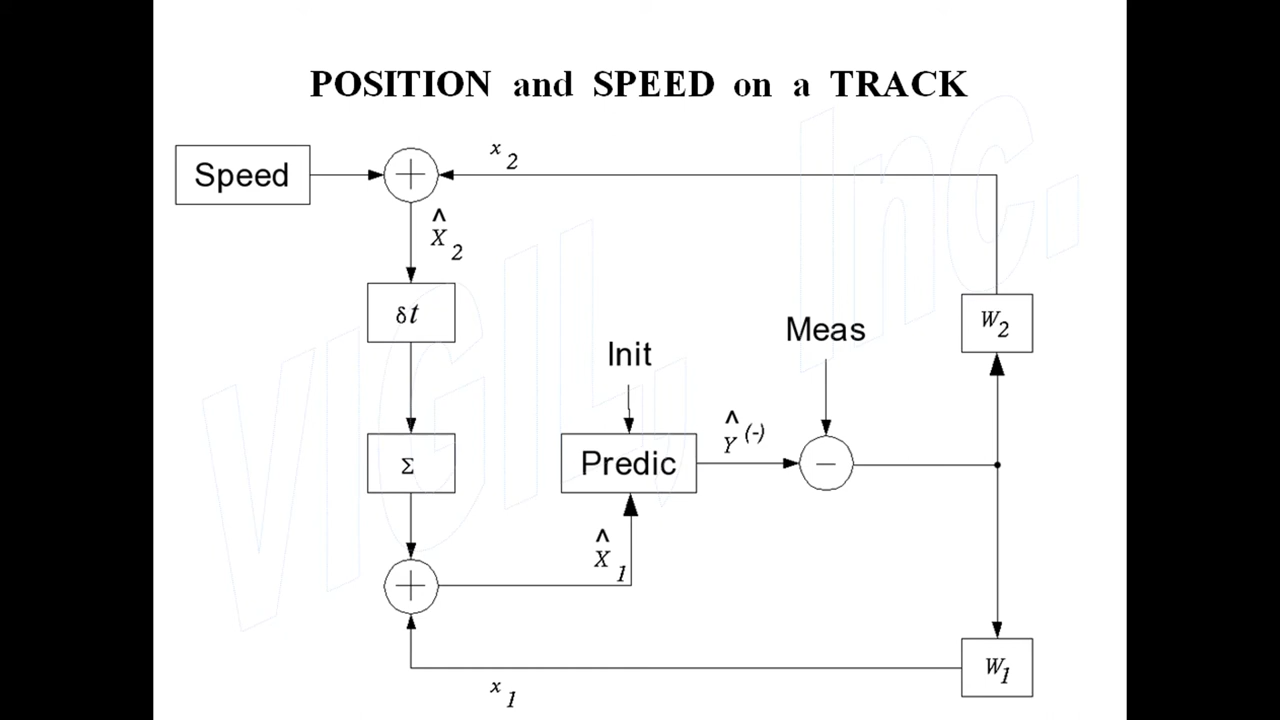 POSITION and SPEED on a TRACK
Speed
+
x 2
^
X 2
δt
W2
Meas
Init
^
Y (-)
Σ
Predic
−
^
X 1
+
W1
x 1
VIGIL, Inc.